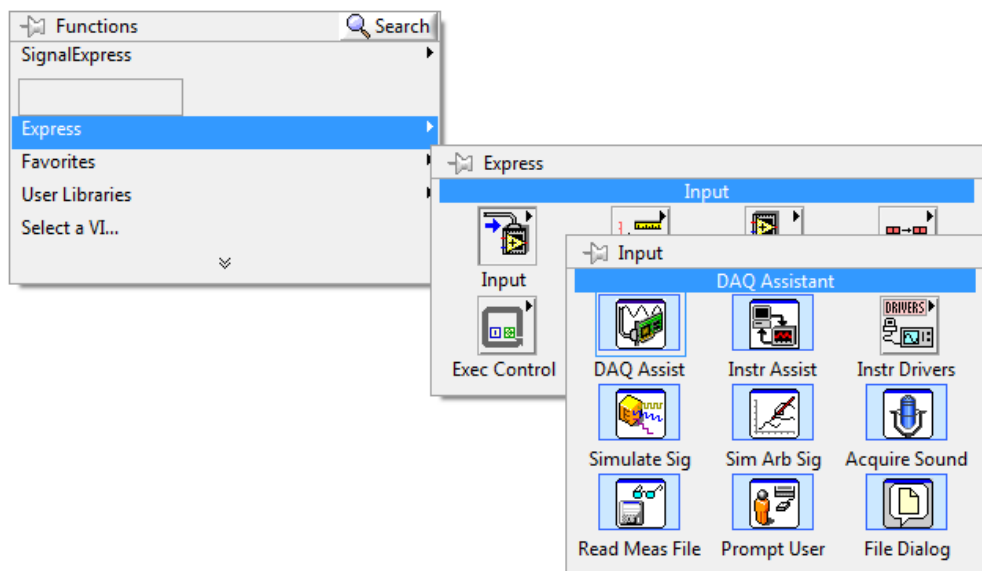 Functions
Search
SignalExpress
Express
Favorites
User Libraries
Select a VI...
Express
Input
Input
Exec Control
Input
DAQ Assistant
DRIVERS
DAQ Assist
Instr Assist
Instr Drivers
Simulate Sig
Sim Arb Sig
Acquire Sound
Read Meas File
Prompt User
File Dialog